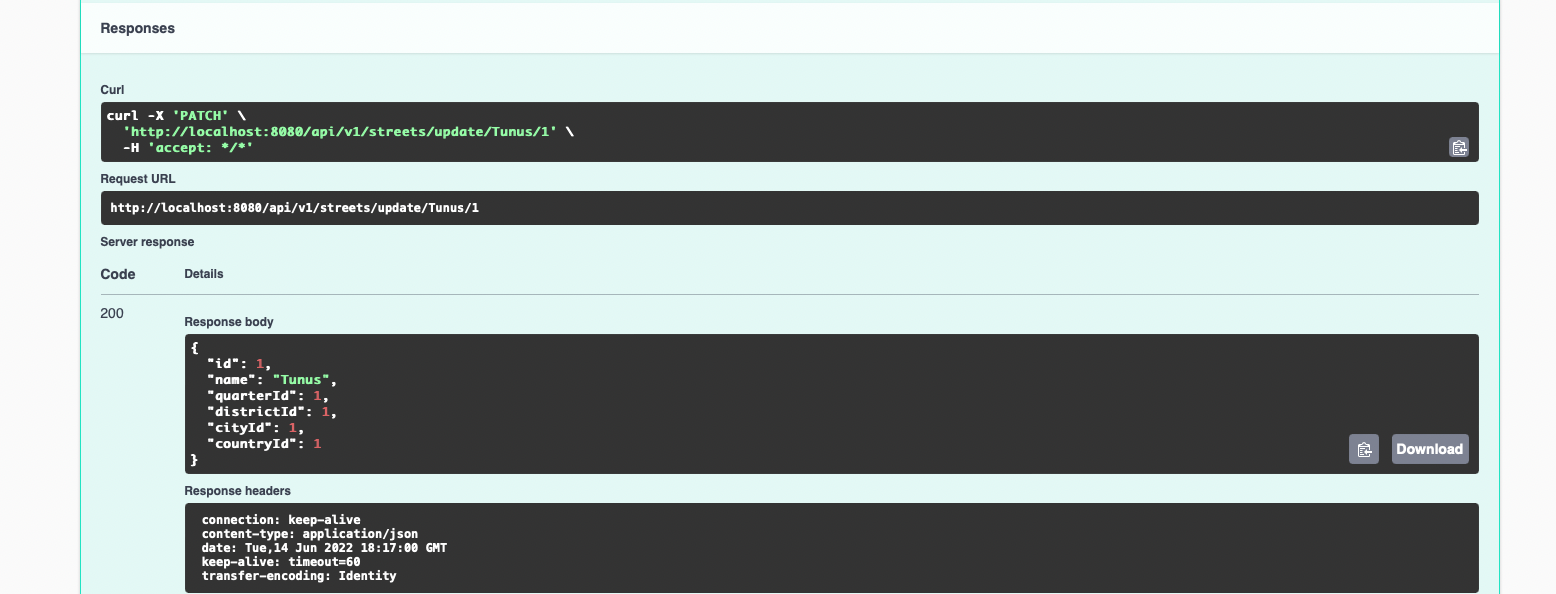 Responses
Curl
curl -X 'PATCH' \
  'http://localhost:8080/api/v1/streets/update/Tunus/1' \
  -H 'accept: */*'
Request URL
http://localhost:8080/api/v1/streets/update/Tunus/1
Server response
Code Details
200
Response body
{
  "id": 1,
  "name": "Tunus",
  "quarterId": 1,
  "districtId": 1,
  "cityId": 1,
  "countryId": 1
}
Download
Response headers
connection: keep-alive
content-type: application/json
date: Tue,14 Jun 2022 18:17:00 GMT
keep-alive: timeout=60
transfer-encoding: Identity